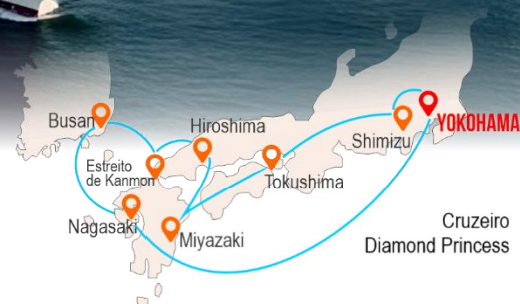 Busan
Hiroshima
YOKOHAMA
Shimizu
Estreito
de Kanmon
Tokushima
Nagasaki
Miyazaki
Cruzeiro
Diamond Princess